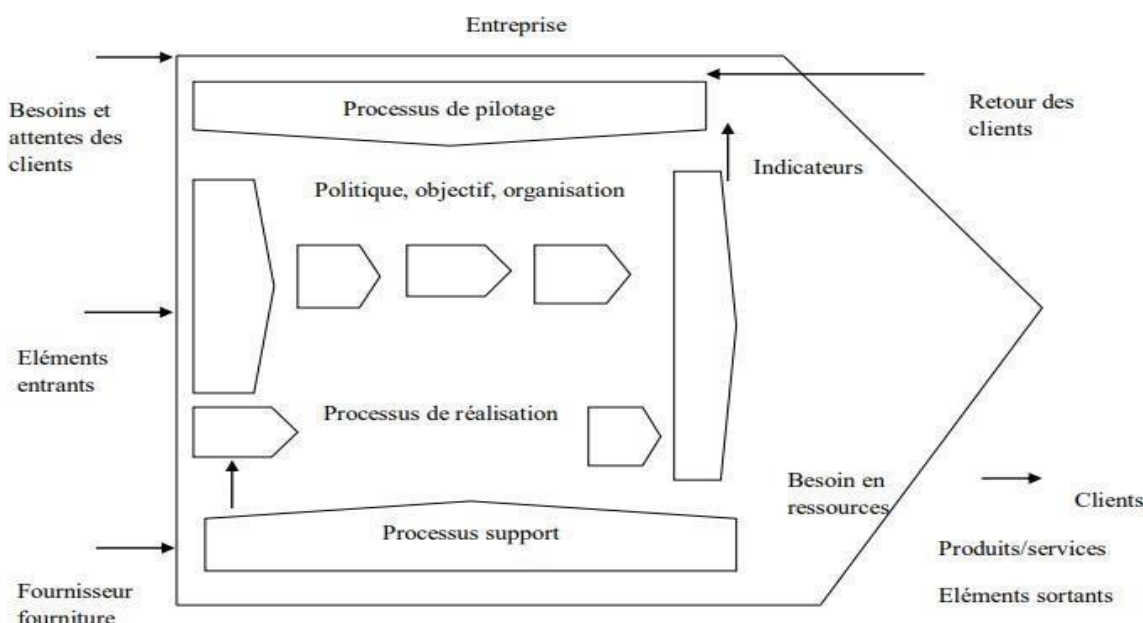 Entreprise
Besoins et
attentes des
clients
Processus de pilotage
Retour des
clients
Indicateurs
Politique, objectif, organisation
Eléments
entrants
Processus de réalisation
Besoin en
ressources
Clients
Processus support
Produits/services
Fournisseur
fourniture
Eléments sortants